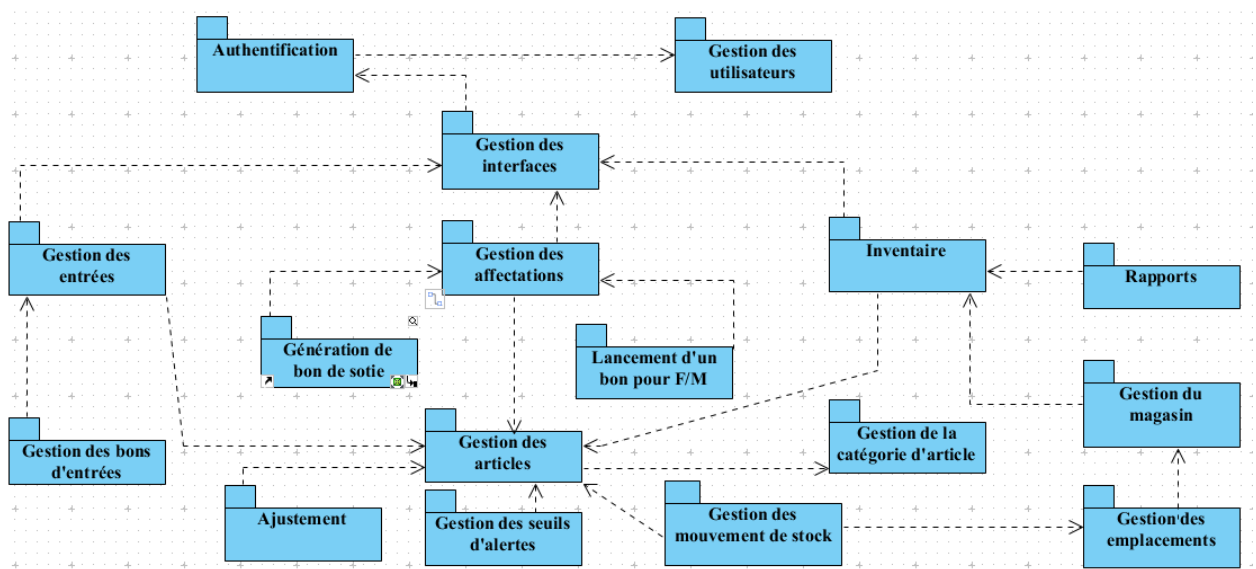 Authentification
Gestion des
utilisateurs
Gestion des
interfaces
Gestion des
entrées
Gestion des
affectations
Inventaire
Rapports
Génération de
bon de sotie
Lancement d'un
bon pour F/M
Gestion du
magasin
Gestion des bons
d'entrées
Gestion des
articles
Gestion de la
catégorie d'article
Ajustement
Gestion des seuils
d'alertes
Gestion des
mouvement de stock
Gestion des
emplacements